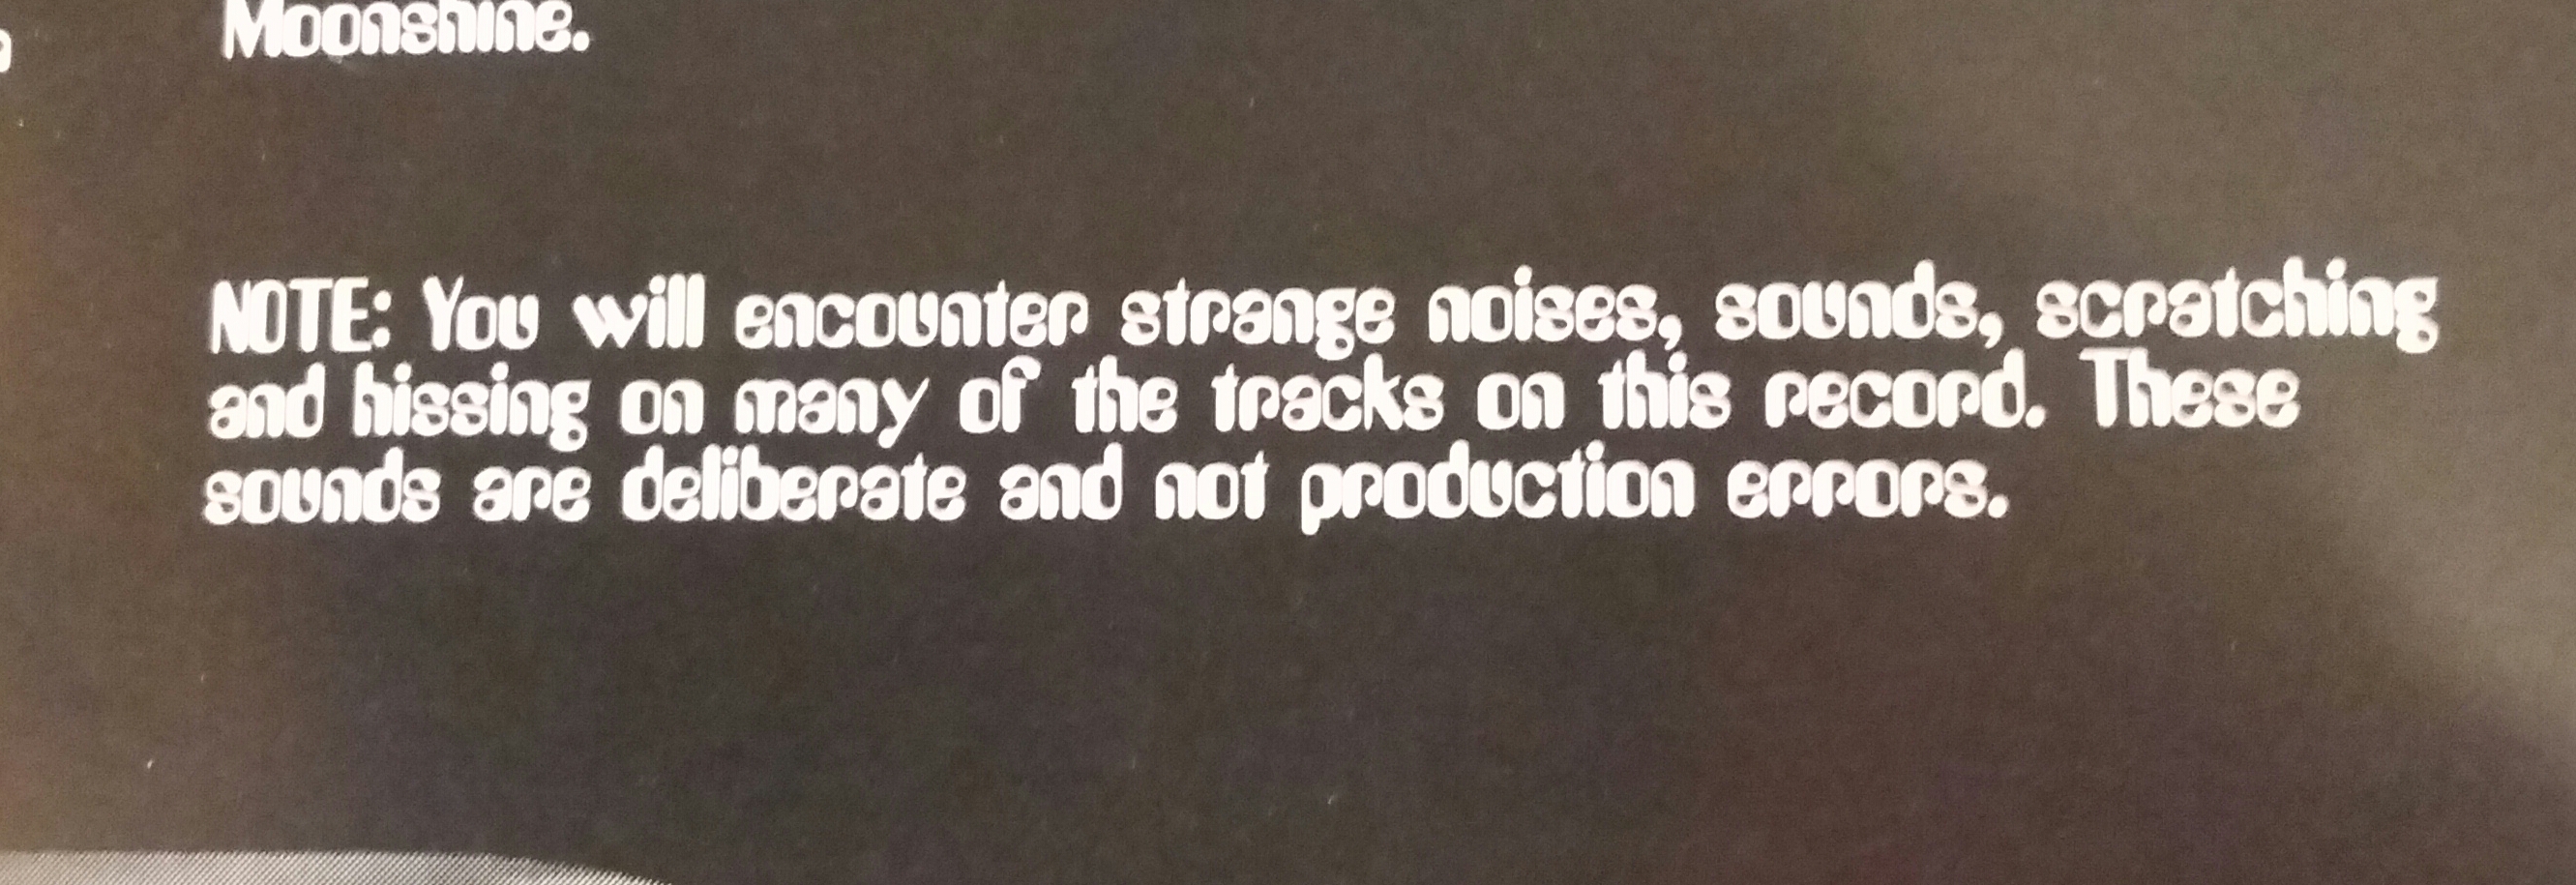 Moonshine.
NOTE: You will encounter strange noises, sounds, scratching
and hissing on many of the tracks on this record. These
sounds are deliberate and not production errors.